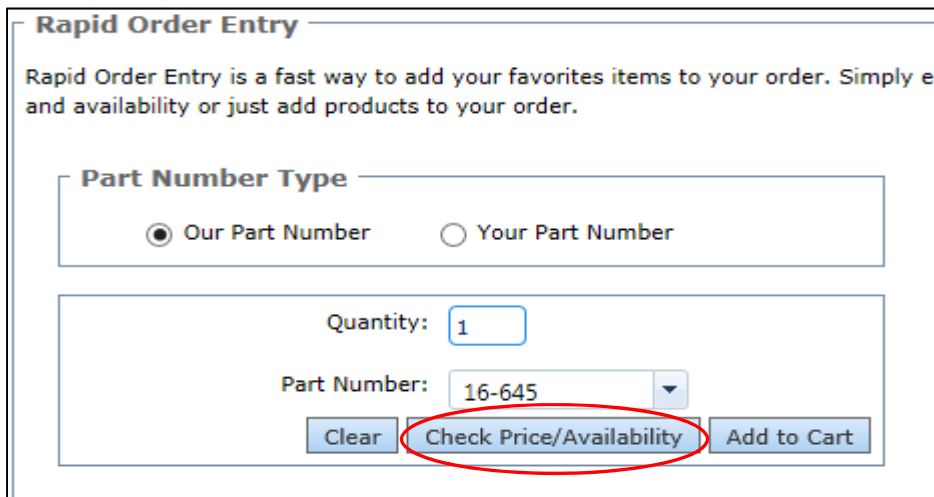 Rapid Order Entry
Rapid Order Entry is a fast way to add your favorites items to your order. Simply e
and availability or just add products to your order.
Part Number Type
Our Part Number Your Part Number
Quantity: 1
Part Number: 16-645
Clear Check Price/Availability Add to Cart